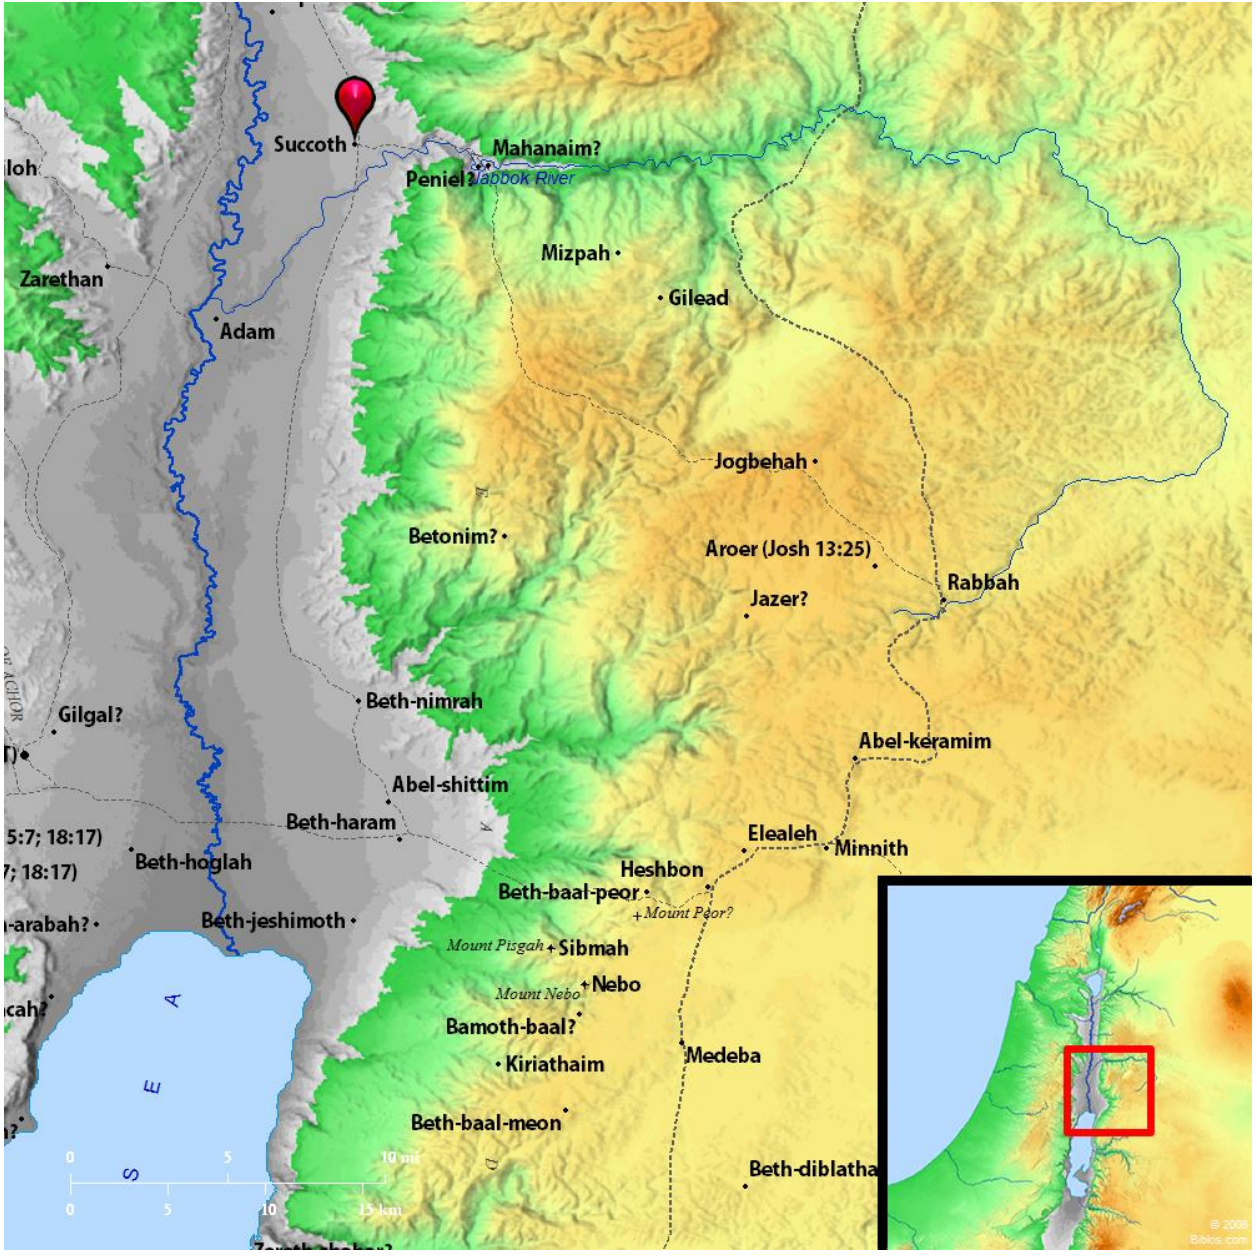 Succoth
Mahanaim?
Peniel?
Jabbok River
loh
Mizpah
Zarethan
Gilead
Adam
Jogbehah
E
Betonim?
Aroer (Josh 13:25)
Rabbah
Jazer?
OF ACHOR
Beth-nimrah
Gilgal?
Abel-keramim
T)
Abel-shittim
Beth-haram
A
5:7; 18:17)
Elealeh
Minnith
Beth-hoglah
7; 18:17)
Heshbon
Beth-baal-peor
Mount Peor?
Beth-jeshimoth
-arabah?
Mount Pisgah
Sibmah
Nebo
Mount Nebo
A
cah?
Bamoth-baal?
Medeba
Kiriathaim
E
Beth-baal-meon
?
D
Beth-diblatha
S
0 5 10 mi
0 5 10 15 km
© 2008
Biblos.com